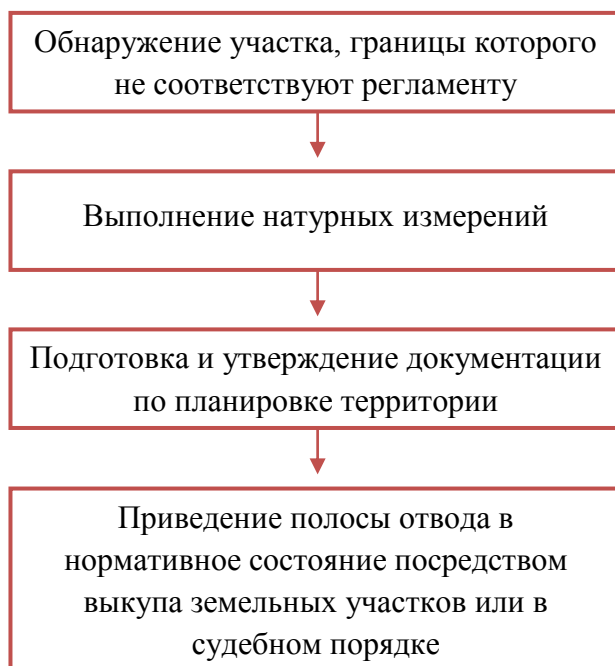 Обнаружение участка, границы которого
не соответствуют регламенту
Выполнение натурных измерений
Подготовка и утверждение документации
по планировке территории
Приведение полосы отвода в
нормативное состояние посредством
выкупа земельных участков или в
судебном порядке